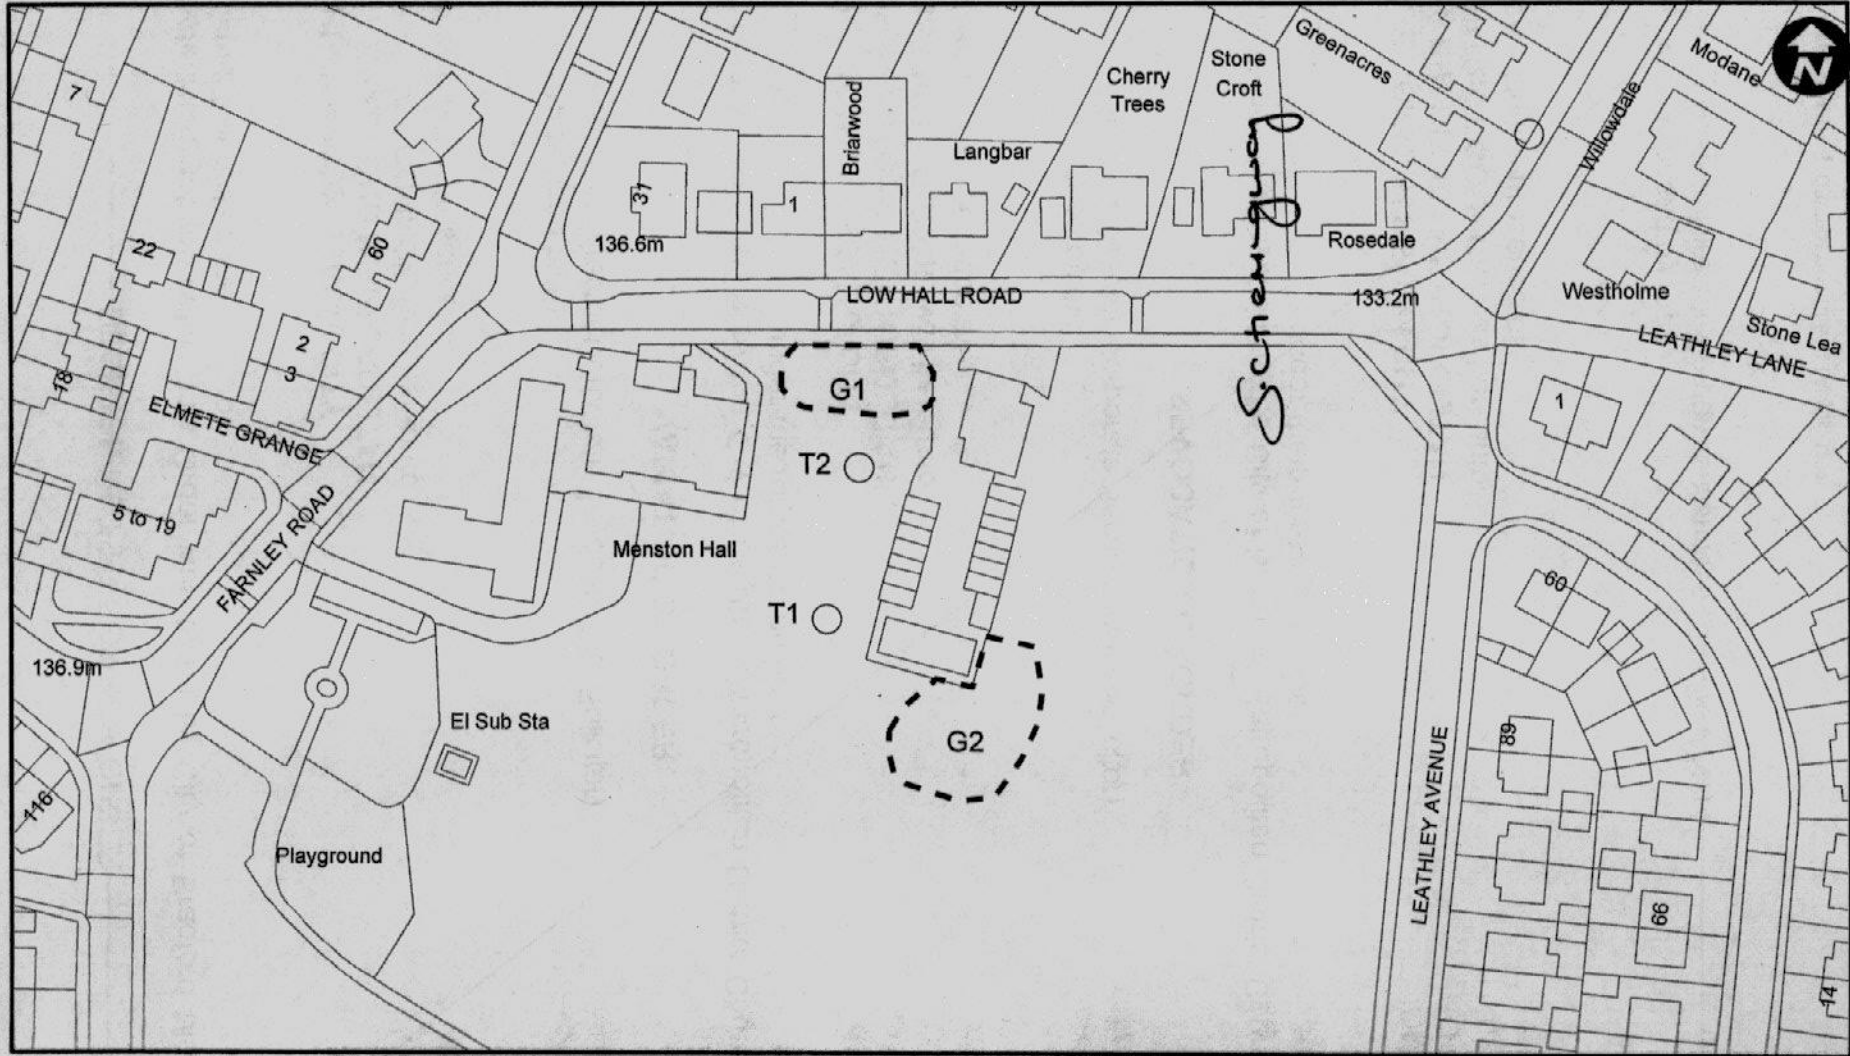 N
Greenacres
Modane
Stone
Croft
Cherry
Trees
7
Briarwood
Willowdale
Langbar
31
1
22
60
136.6m
Rosedale
Westholme
LOW HALL ROAD
133.2m
Stone Lea
LEATHLEY LANE
2
3
18
G1
1
ELMETE GRANGE
T2
5 to 19
FARNLEY ROAD
Menston Hall
60
T1
136.9m
El Sub Sta
G2
89
LEATHLEY AVENUE
116
Playground
66
14